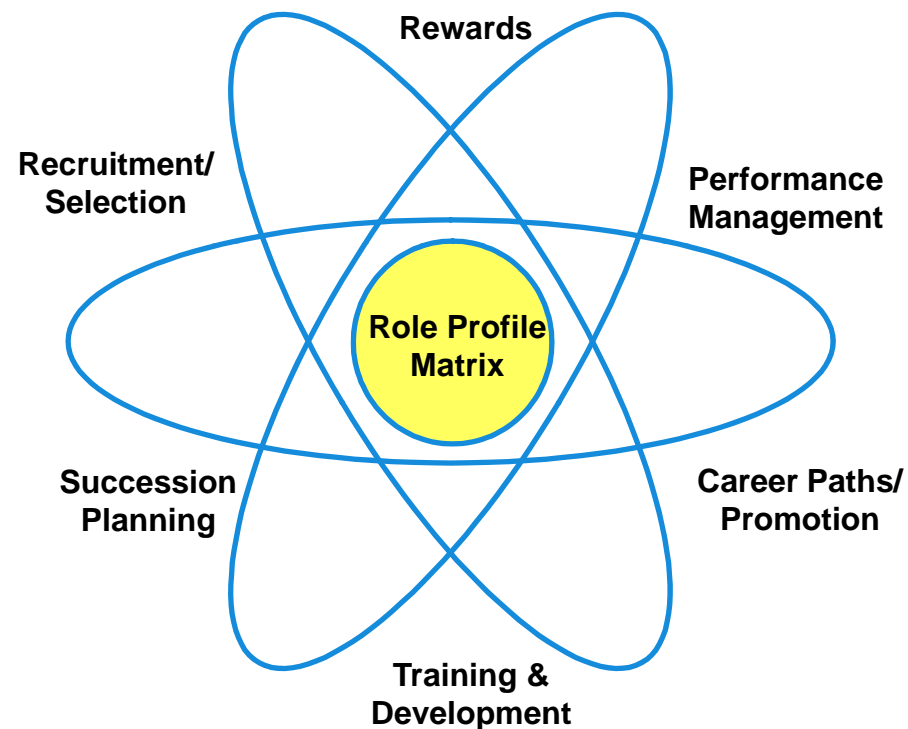 Rewards
Recruitment/
Selection
Performance
Management
Role Profile
Matrix
Succession
Planning
Career Paths/
Promotion
Training &
Development